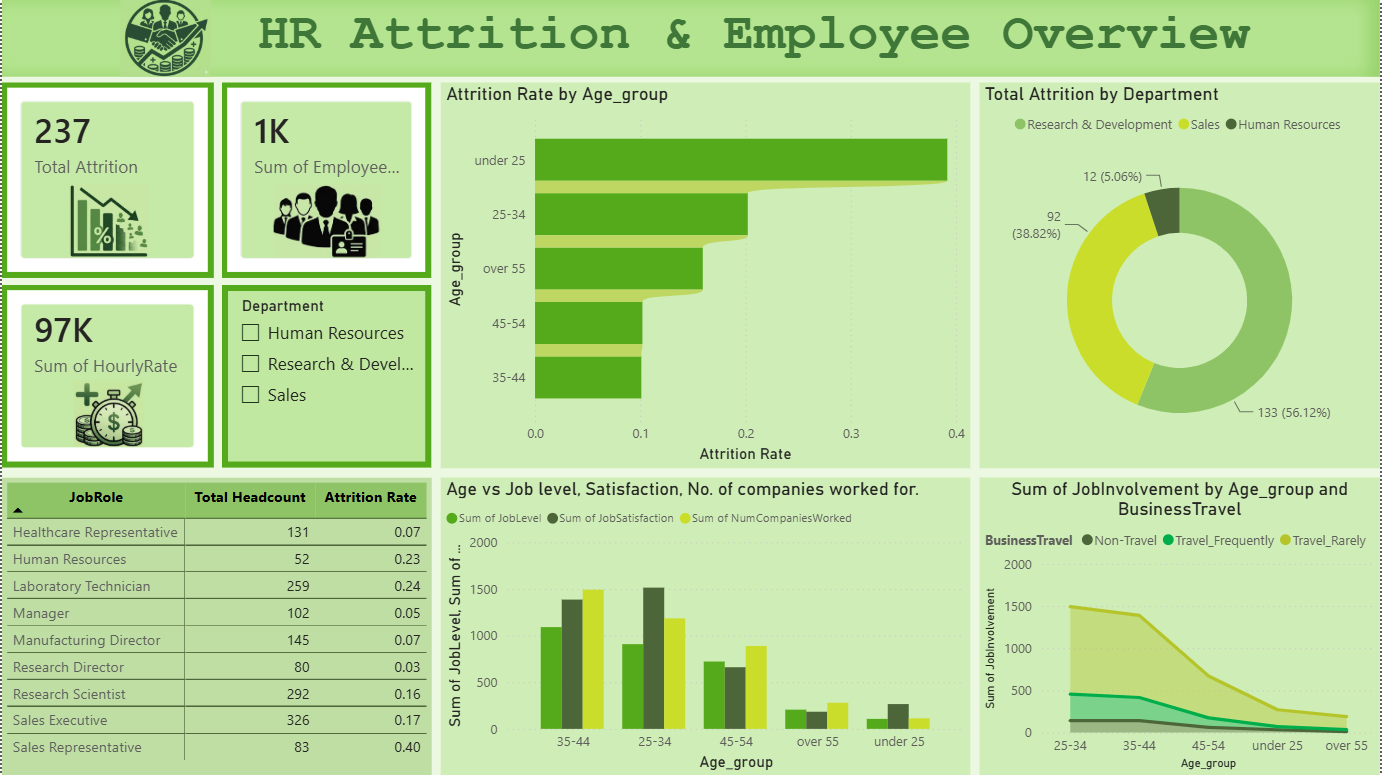 HR Attrition & Employee Overview
237
Total Attrition
%
1K
Sum of Employee...
97K
Sum of HourlyRate
$
Department
Human Resources
Research & Devel...
Sales
Attrition Rate by Age_group
Age_group
under 25
25-34
over 55
45-54
35-44
0.0 0.1 0.2 0.3 0.4
Attrition Rate
Total Attrition by Department
Research & Development Sales Human Resources
12 (5.06%)
92
(38.82%)
133 (56.12%)
JobRole Total Headcount Attrition Rate
Healthcare Representative 131 0.07
Human Resources 52 0.23
Laboratory Technician 259 0.24
Manager 102 0.05
Manufacturing Director 145 0.07
Research Director 80 0.03
Research Scientist 292 0.16
Sales Executive 326 0.17
Sales Representative 83 0.40
Age vs Job level, Satisfaction, No. of companies worked for.
Sum of JobLevel Sum of JobSatisfaction Sum of NumCompaniesWorked
Sum of JobLevel, Sum of ...
2000
1500
1000
500
0
35-44 25-34 45-54 over 55 under 25
Age_group
Sum of JobInvolvement by Age_group and
BusinessTravel
BusinessTravel Non-Travel Travel_Frequently Travel_Rarely
Sum of JobInvolvement
2000
1500
1000
500
0
25-34 35-44 45-54 under 25 over 55
Age_group